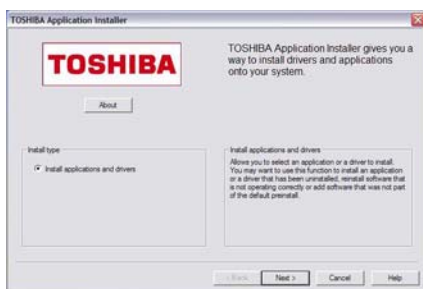 TOSHIBA Application Installer
TOSHIBA
TOSHIBA Application Installer gives you a
way to install drivers and applications
onto your system.
About
Install type
Install applications and drivers
Install applications and drivers
Allows you to select an application or a driver to install.
You may want to use this function to install an application
or a driver that has been uninstalled, reinstall software that
is not operating correctly or add software that was not part
of the default preinstall.
< Back
Next >
Cancel
Help